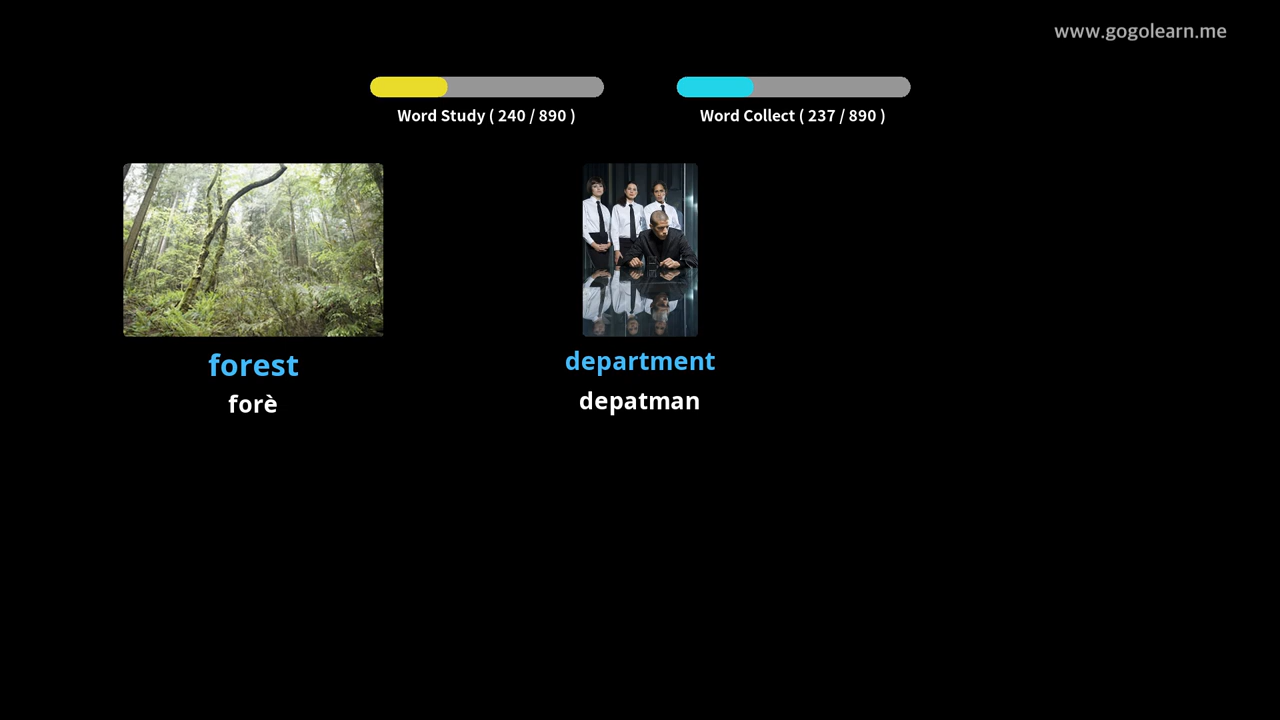 www.gogolearn.me
Word Study ( 240 / 890 )
Word Collect ( 237 / 890 )
forest
forè
department
depatman